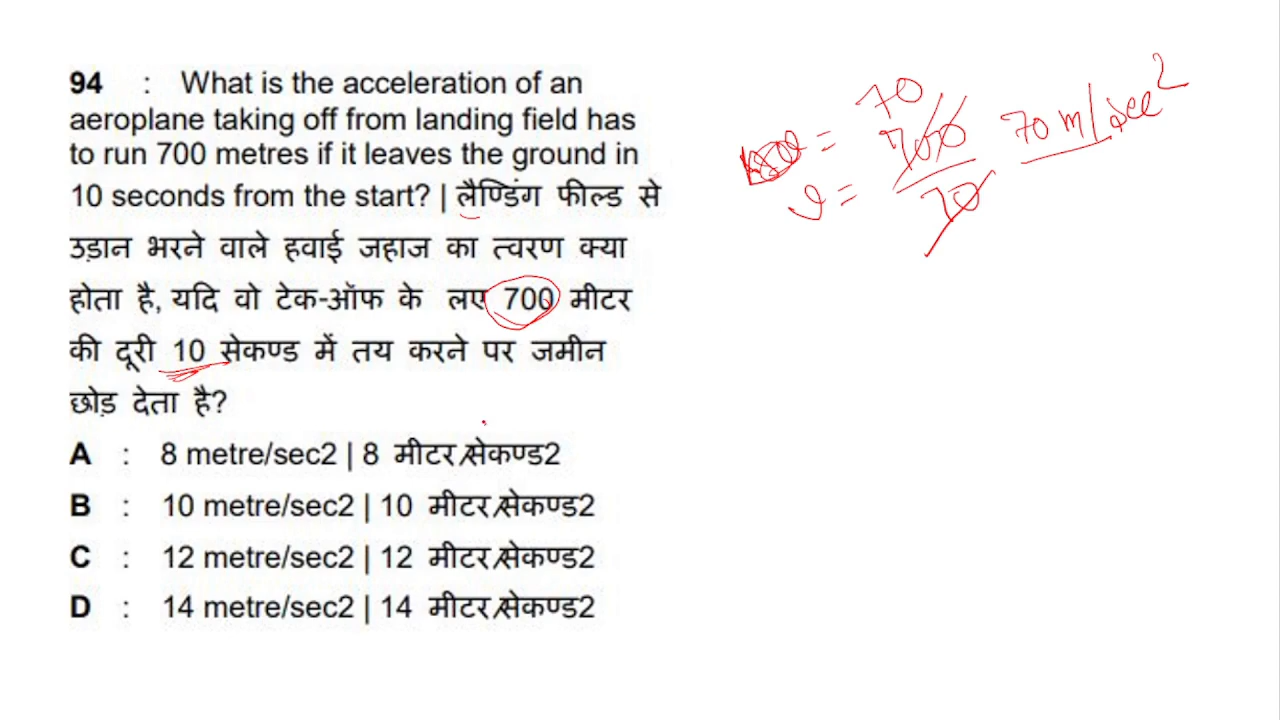 94 : What is the acceleration of an
aeroplane taking off from landing field has
to run 700 metres if it leaves the ground in
10 seconds from the start? | लैण्डिंग फील्ड से
उड़ान भरने वाले हवाई जहाज का त्वरण क्या
होता है, यदि वो टेक-ऑफ के लए 700 मीटर
की दूरी 10 सेकण्ड में तय करने पर जमीन
छोड़ देता है?
A : 8 metre/sec2 | 8 मीटर/सेकण्ड2
B : 10 metre/sec2 | 10 मीटर/सेकण्ड2
C : 12 metre/sec2 | 12 मीटर/सेकण्ड2
D : 14 metre/sec2 | 14 मीटर/सेकण्ड2
70
= 700 70 m/sec2
v = 10